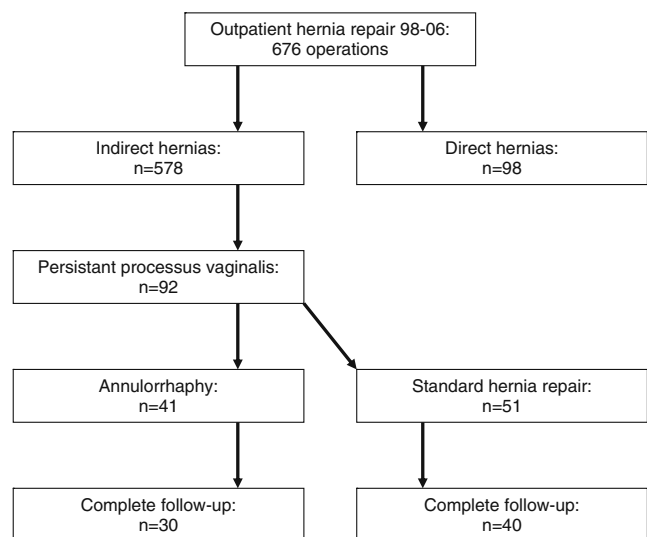 Outpatient hernia repair 98-06:
676 operations
Indirect hernias:
n=578
Direct hernias:
n=98
Persistant processus vaginalis:
n=92
Annulorrhaphy:
n=41
Standard hernia repair:
n=51
Complete follow-up:
n=30
Complete follow-up:
n=40